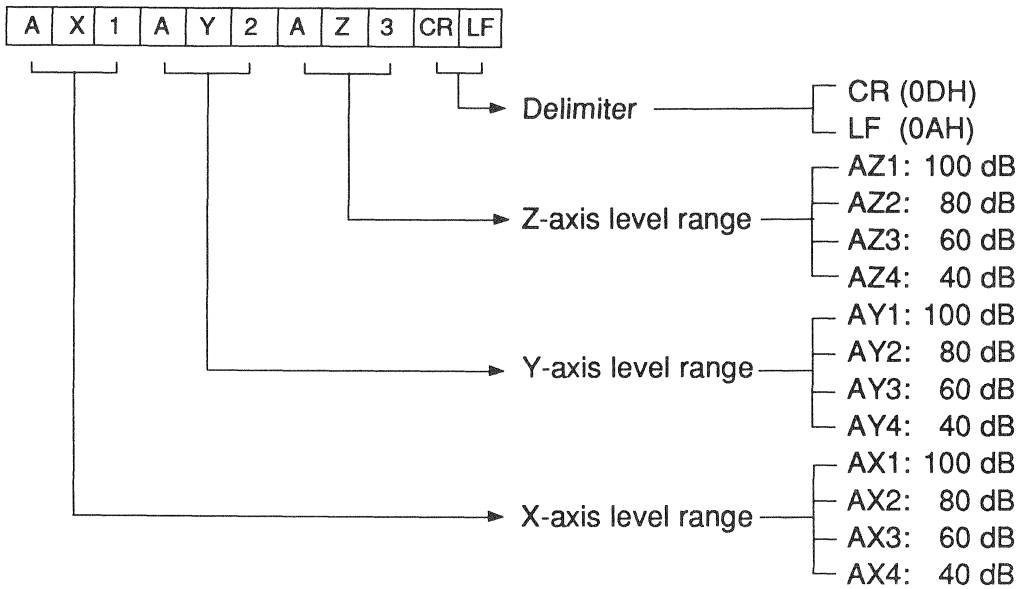 A X 1 A Y 2 A Z 3 CR LF
Delimiter
CR (0DH)
LF (0AH)
Z-axis level range
AZ1: 100 dB
AZ2: 80 dB
AZ3: 60 dB
AZ4: 40 dB
Y-axis level range
AY1: 100 dB
AY2: 80 dB
AY3: 60 dB
AY4: 40 dB
X-axis level range
AX1: 100 dB
AX2: 80 dB
AX3: 60 dB
AX4: 40 dB